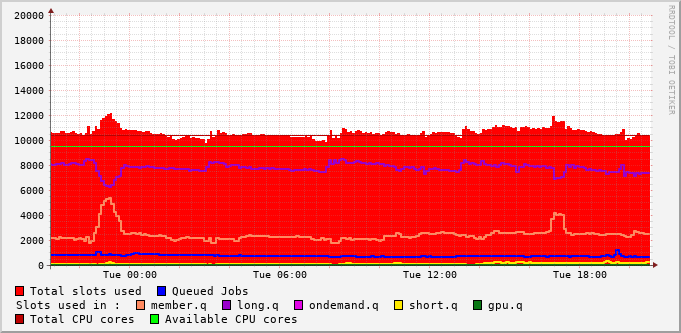 RRDTOOL / TOBI OETIKER
20000
18000
16000
14000
12000
10000
8000
6000
4000
2000
0
Tue 00:00 Tue 06:00 Tue 12:00 Tue 18:00
Total slots used Queued Jobs
Slots used in : member.q long.q ondemand.q short.q gpu.q
Total CPU cores Available CPU cores